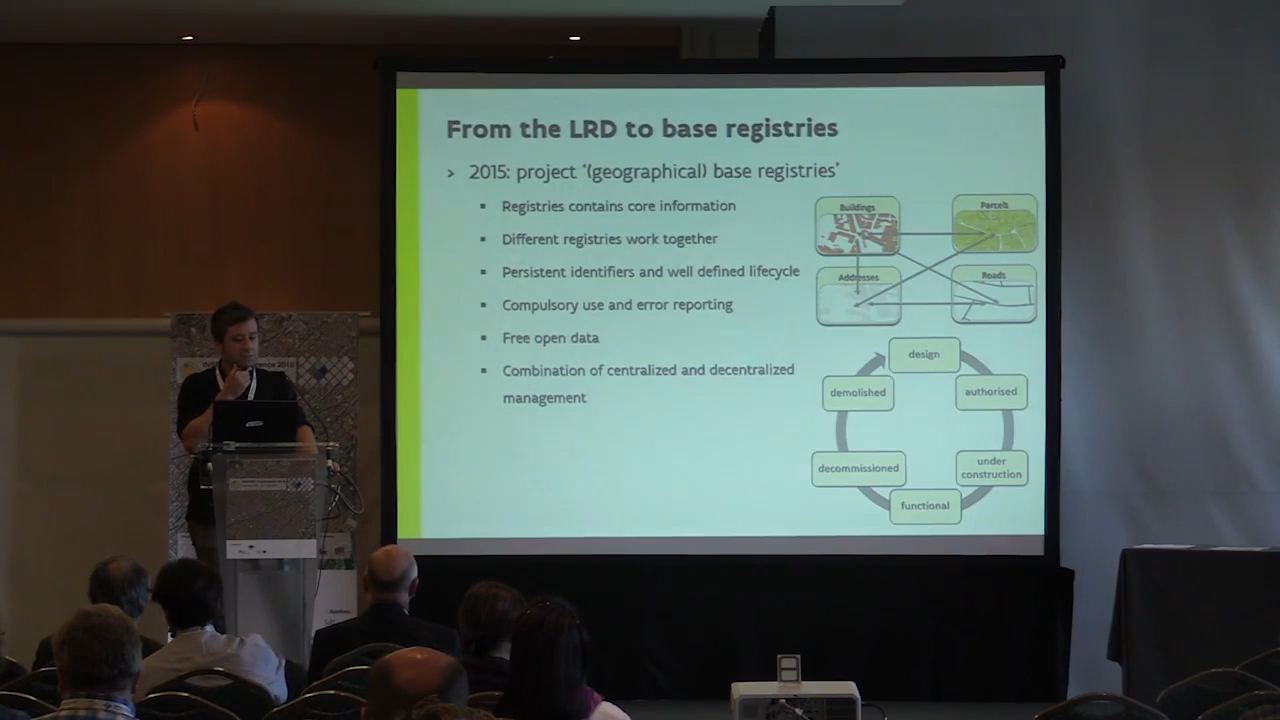 From the LRD to base registries
> 2015: project '(geographical) base registries'
▪ Registries contains core information
▪ Different registries work together
▪ Persistent identifiers and well defined lifecycle
▪ Compulsory use and error reporting
▪ Free open data
▪ Combination of centralized and decentralized
management
Buildings
Parcels
Addresses
Roads
design
authorised
under
construction
functional
decommissioned
demolished